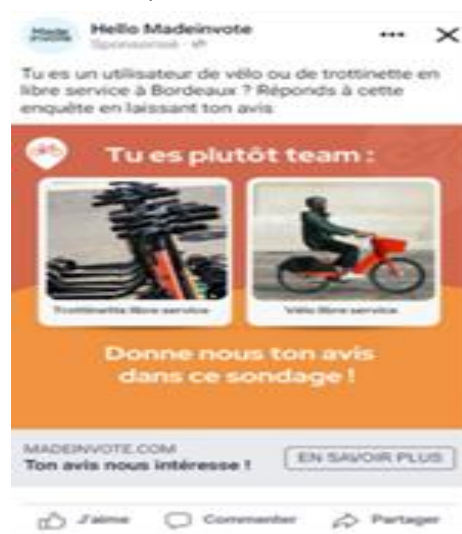 Made
invote
Hello Madeinvote
Sponsorisé
Tu es un utilisateur de vélo ou de trottinette en
libre service à Bordeaux ? Réponds à cette
enquête en laissant ton avis
Tu es plutôt team :
Trottinette libre service
Vélo libre service
Donne nous ton avis
dans ce sondage !
MADEINVOTE.COM
Ton avis nous intéresse !
EN SAVOIR PLUS
J'aime
Commenter
Partager